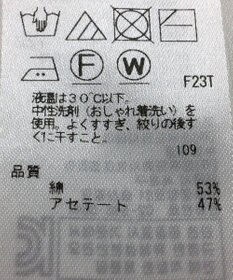 F W
F23T
液温は30℃以下。
中性洗剤(おしゃれ着洗い)を
使用。よくすすぎ、絞りの後す
ぐに干すこと。
109
品質
綿 53%
アセテート 47%